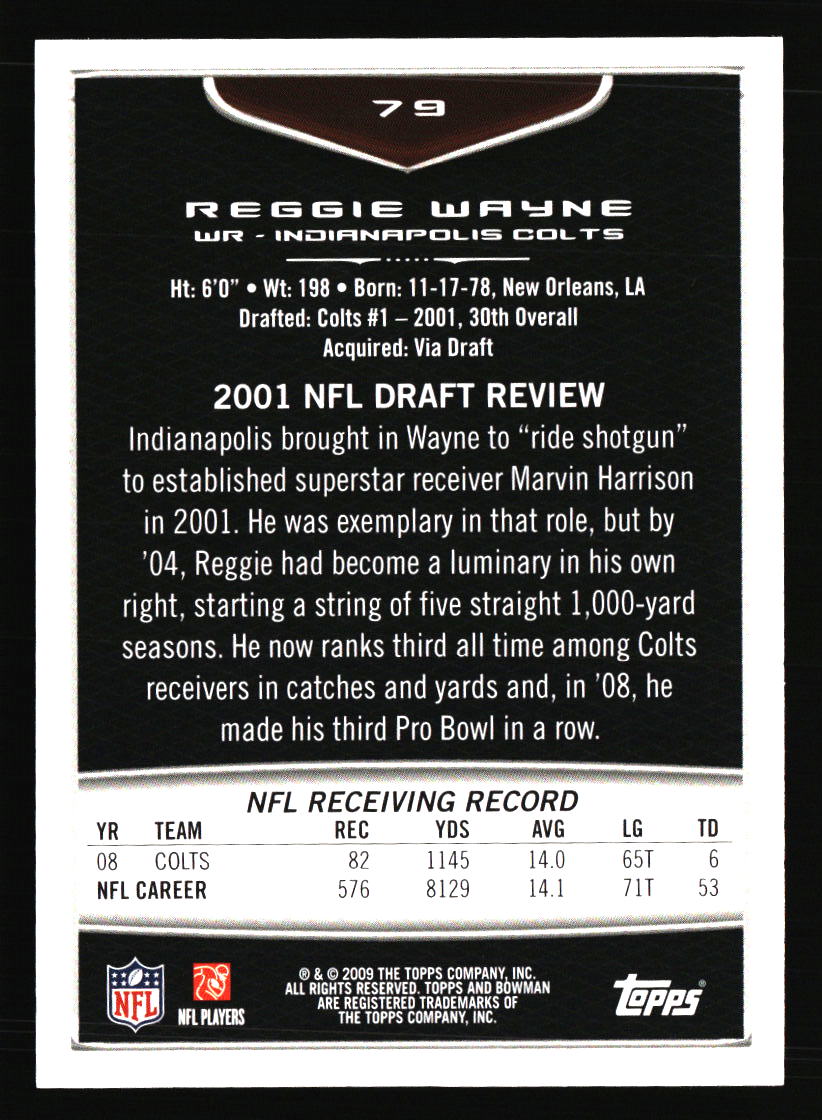 79
REGGIE WAYNE
WR - INDIANAPOLIS COLTS
Ht: 6'0" • Wt: 198 • Born: 11-17-78, New Orleans, LA
Drafted: Colts #1 – 2001, 30th Overall
Acquired: Via Draft
2001 NFL DRAFT REVIEW
Indianapolis brought in Wayne to “ride shotgun”
to established superstar receiver Marvin Harrison
in 2001. He was exemplary in that role, but by
’04, Reggie had become a luminary in his own
right, starting a string of five straight 1,000-yard
seasons. He now ranks third all time among Colts
receivers in catches and yards and, in ’08, he
made his third Pro Bowl in a row.
NFL RECEIVING RECORD
YR TEAM REC YDS AVG LG TD
08 COLTS 82 1145 14.0 65T 6
NFL CAREER 576 8129 14.1 71T 53
NFL
NFL PLAYERS
® & © 2009 THE TOPPS COMPANY, INC.
ALL RIGHTS RESERVED. TOPPS AND BOWMAN
ARE REGISTERED TRADEMARKS OF
THE TOPPS COMPANY, INC.
Topps®